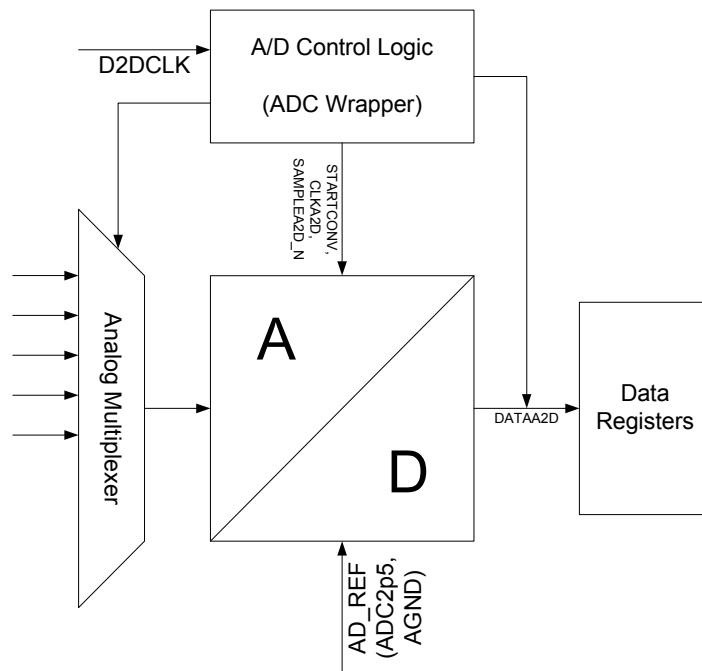 A/D Control Logic
(ADC Wrapper)
D2DCLK
STARTCONV,
CLKA2D,
SAMPLEA2D_N
Analog Multiplexer
A
D
DATAA2D
Data
Registers
AD_REF
(ADC2p5,
AGND)